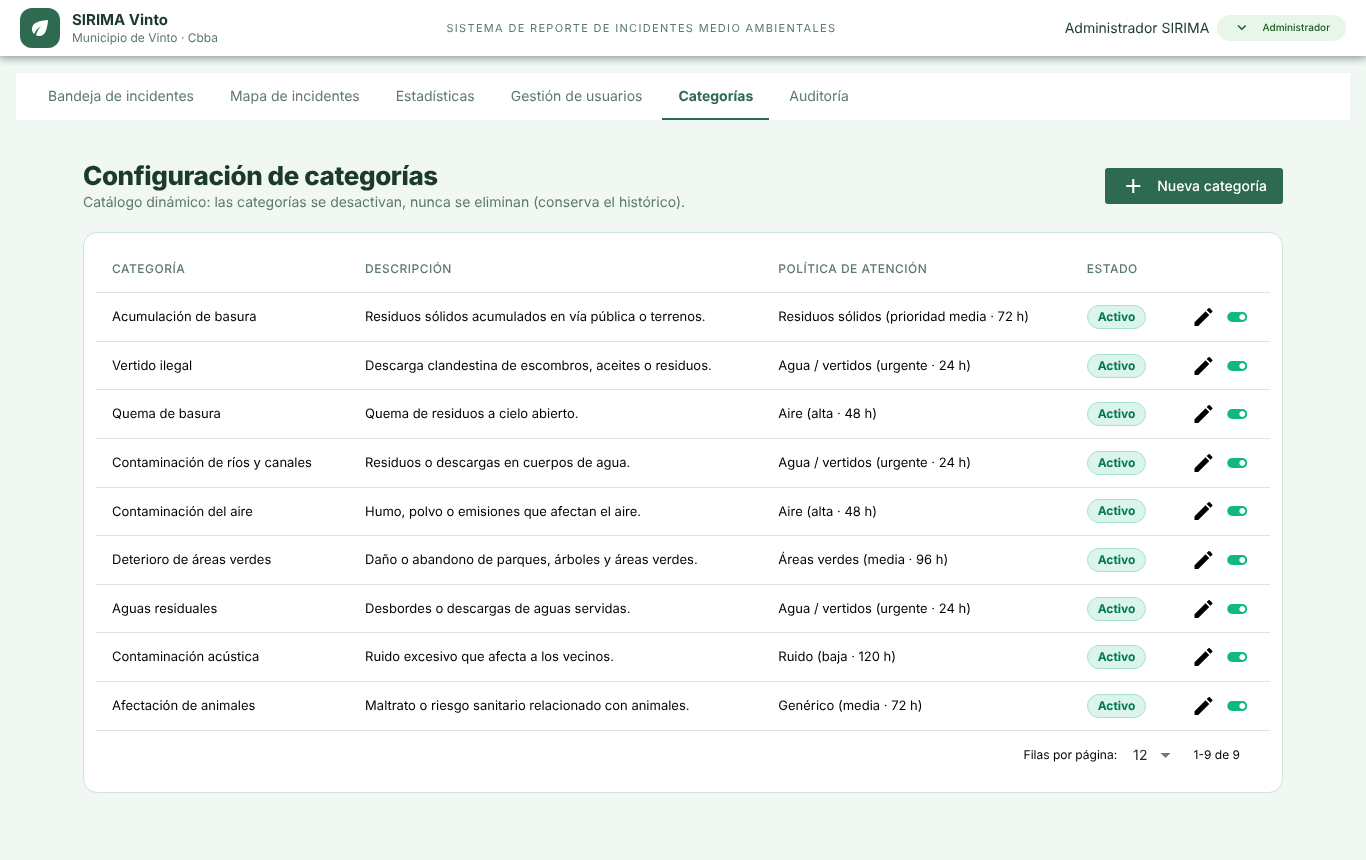 SIRIMA Vinto
Municipio de Vinto · Cbba
SISTEMA DE REPORTE DE INCIDENTES MEDIO AMBIENTALES
Administrador SIRIMA
Administrador
Bandeja de incidentes
Mapa de incidentes
Estadísticas
Gestión de usuarios
Categorías
Auditoría
Configuración de categorías
Catálogo dinámico: las categorías se desactivan, nunca se eliminan (conserva el histórico).
Nueva categoría
CATEGORÍA DESCRIPCIÓN POLÍTICA DE ATENCIÓN ESTADO
Acumulación de basura Residuos sólidos acumulados en vía pública o terrenos. Residuos sólidos (prioridad media · 72 h) Activo
Vertido ilegal Descarga clandestina de escombros, aceites o residuos. Agua / vertidos (urgente · 24 h) Activo
Quema de basura Quema de residuos a cielo abierto. Aire (alta · 48 h) Activo
Contaminación de ríos y canales Residuos o descargas en cuerpos de agua. Agua / vertidos (urgente · 24 h) Activo
Contaminación del aire Humo, polvo o emisiones que afectan el aire. Aire (alta · 48 h) Activo
Deterioro de áreas verdes Daño o abandono de parques, árboles y áreas verdes. Áreas verdes (media · 96 h) Activo
Aguas residuales Desbordes o descargas de aguas servidas. Agua / vertidos (urgente · 24 h) Activo
Contaminación acústica Ruido excesivo que afecta a los vecinos. Ruido (baja · 120 h) Activo
Afectación de animales Maltrato o riesgo sanitario relacionado con animales. Genérico (media · 72 h) Activo
Filas por página: 12 1-9 de 9